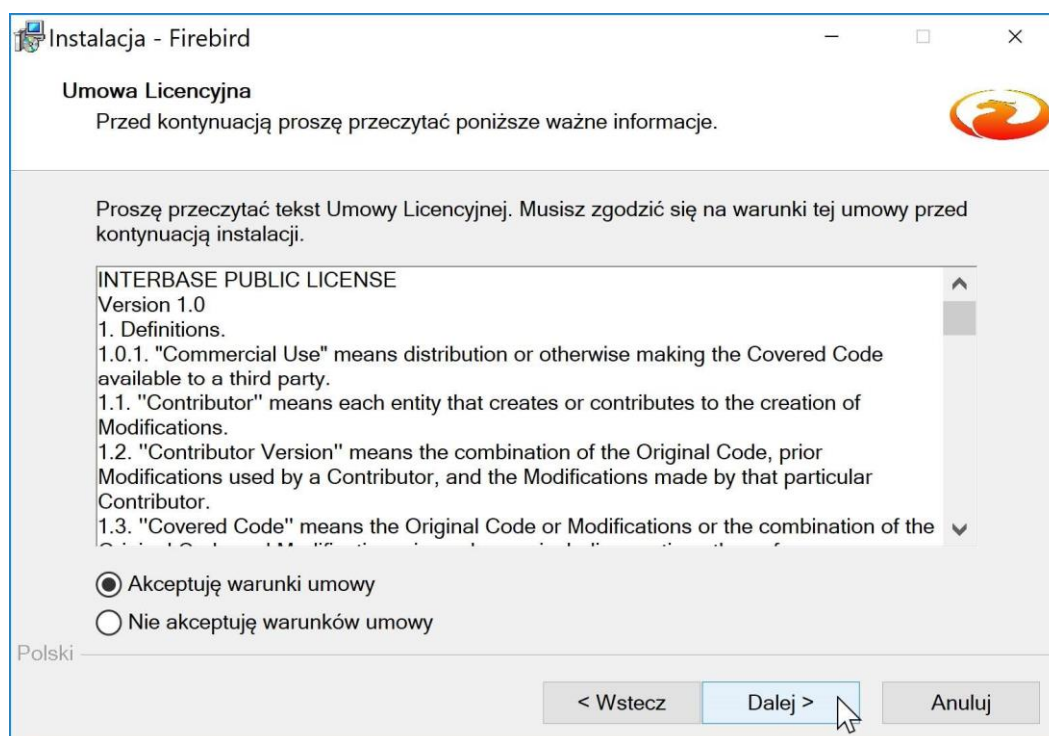 Instalacja - Firebird
Umowa Licencyjna
Przed kontynuacją proszę przeczytać poniższe ważne informacje.
Proszę przeczytać tekst Umowy Licencyjnej. Musisz zgodzić się na warunki tej umowy przed
kontynuacją instalacji.
INTERBASE PUBLIC LICENSE
Version 1.0
1. Definitions.
1.0.1. "Commercial Use" means distribution or otherwise making the Covered Code
available to a third party.
1.1. "Contributor" means each entity that creates or contributes to the creation of
Modifications.
1.2. "Contributor Version" means the combination of the Original Code, prior
Modifications used by a Contributor, and the Modifications made by that particular
Contributor.
1.3. "Covered Code" means the Original Code or Modifications or the combination of the
Akceptuję warunki umowy
Nie akceptuję warunków umowy
Polski
< Wstecz
Dalej >
Anuluj